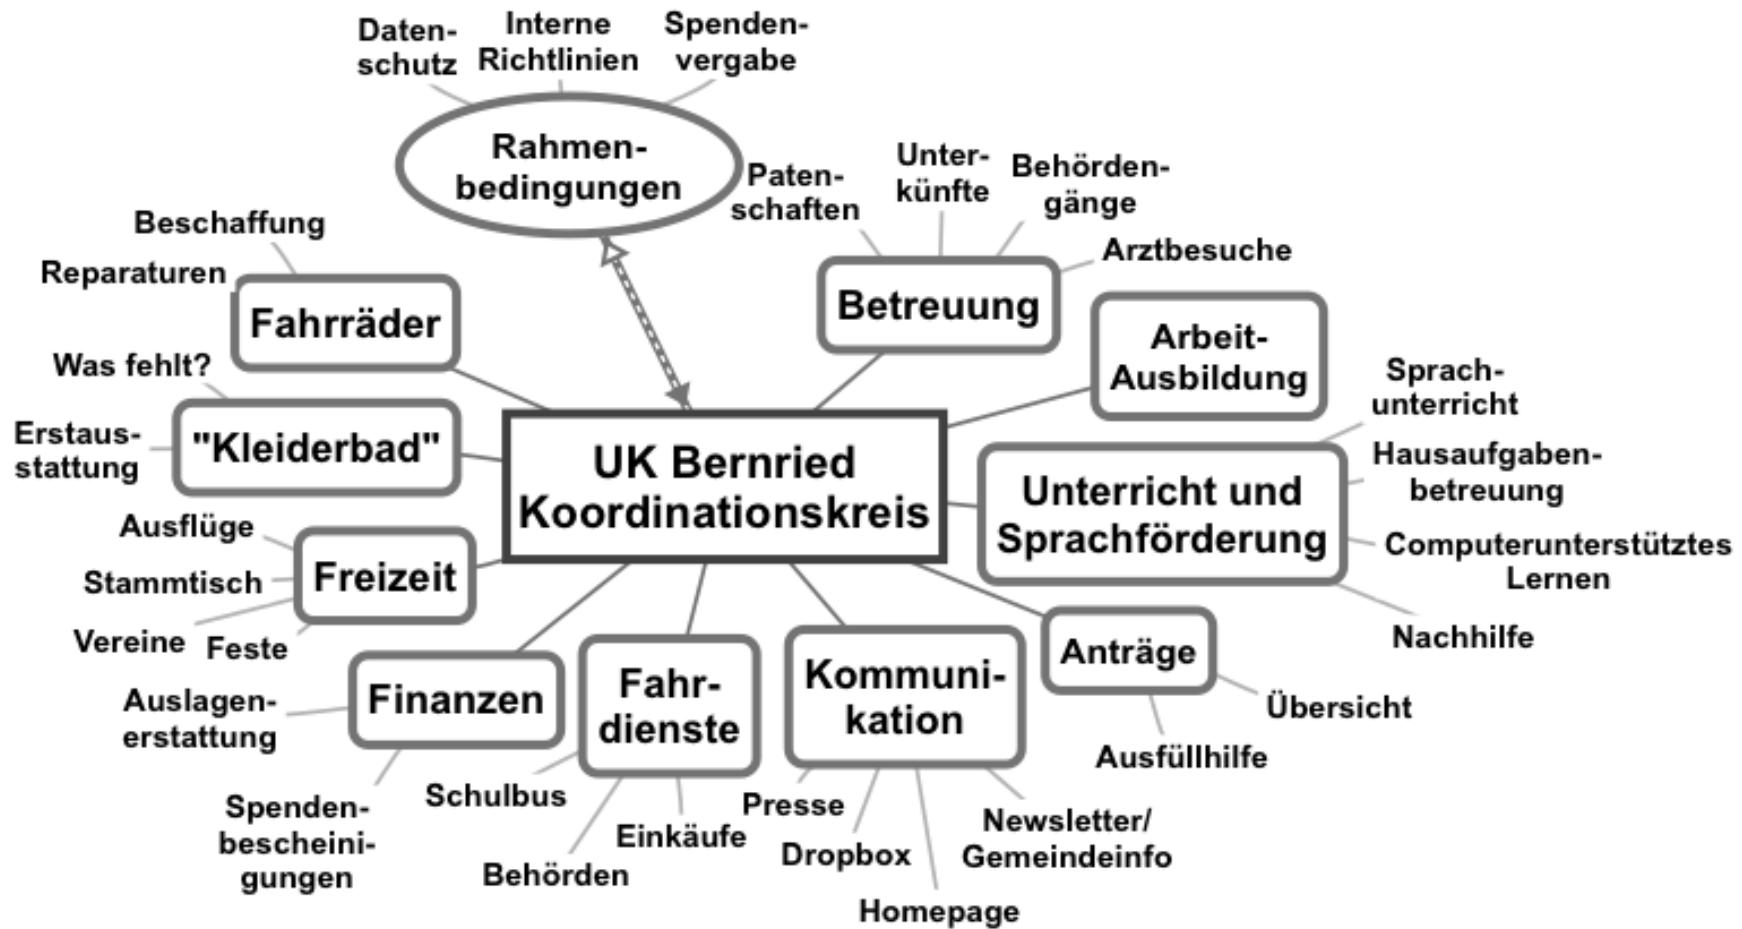 Daten-
schutz
Interne
Richtlinien
Spenden-
vergabe
Rahmen-
bedingungen
Paten-
schaften
Unter-
künfte
Behörden-
gänge
Arztbesuche
Betreuung
Beschaffung
Reparaturen
Fahrräder
Arbeit-
Ausbildung
Was fehlt?
Erstaus-
stattung
"Kleiderbad"
UK Bernried
Koordinationskreis
Sprach-
unterricht
Hausaufgaben-
betreuung
Unterricht und
Sprachförderung
Computerunterstütztes
Lernen
Nachhilfe
Ausflüge
Stammtisch
Vereine
Feste
Freizeit
Finanzen
Auslagen-
erstattung
Spenden-
bescheini-
gungen
Fahr-
dienste
Schulbus
Behörden
Einkäufe
Kommuni-
kation
Presse
Dropbox
Homepage
Newsletter/
Gemeindeinfo
Anträge
Übersicht
Ausfüllhilfe